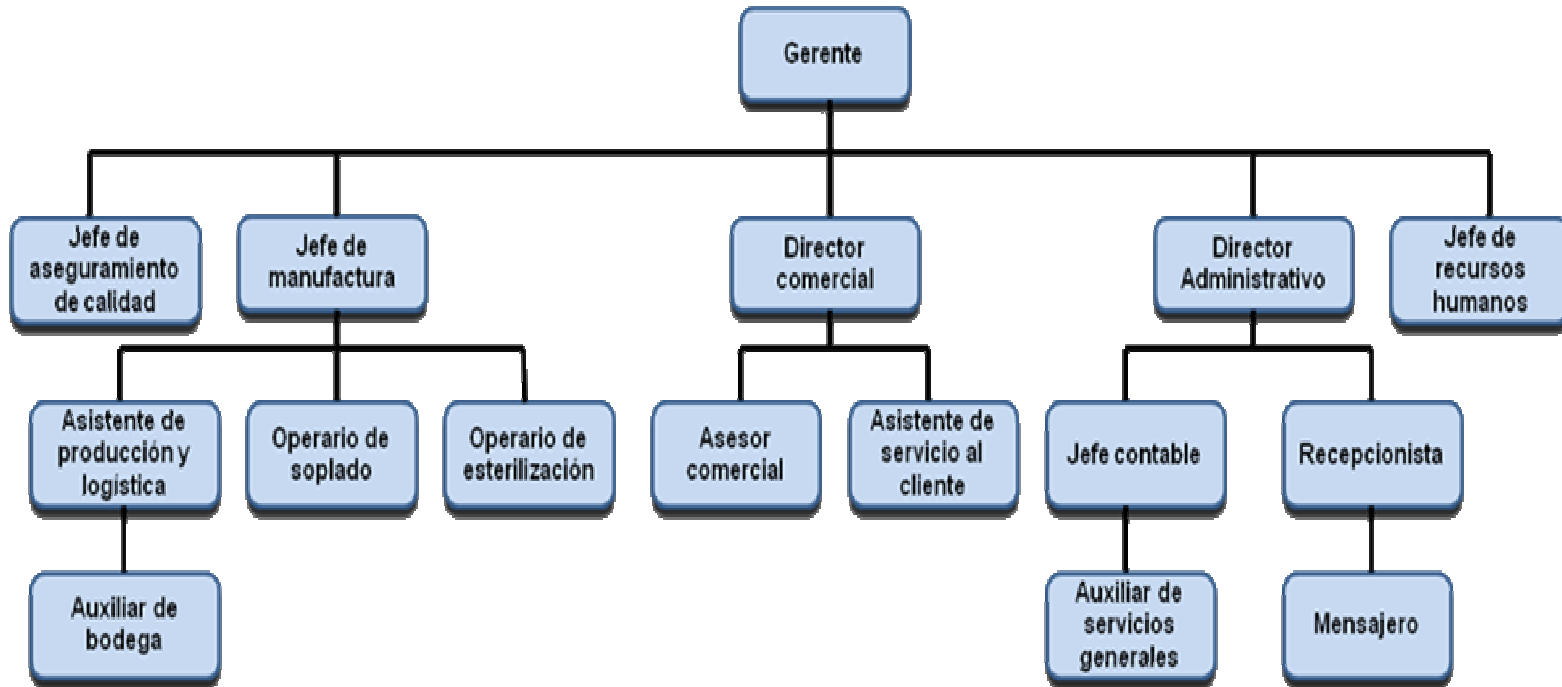 Gerente
Jefe de
aseguramiento
de calidad
Jefe de
manufactura
Director
comercial
Director
Administrativo
Jefe de
recursos
humanos
Asistente de
producción y
logística
Operario de
soplado
Operario de
esterilización
Asesor
comercial
Asistente de
servicio al
cliente
Jefe contable
Recepcionista
Auxiliar de
bodega
Auxiliar de
servicios
generales
Mensajero